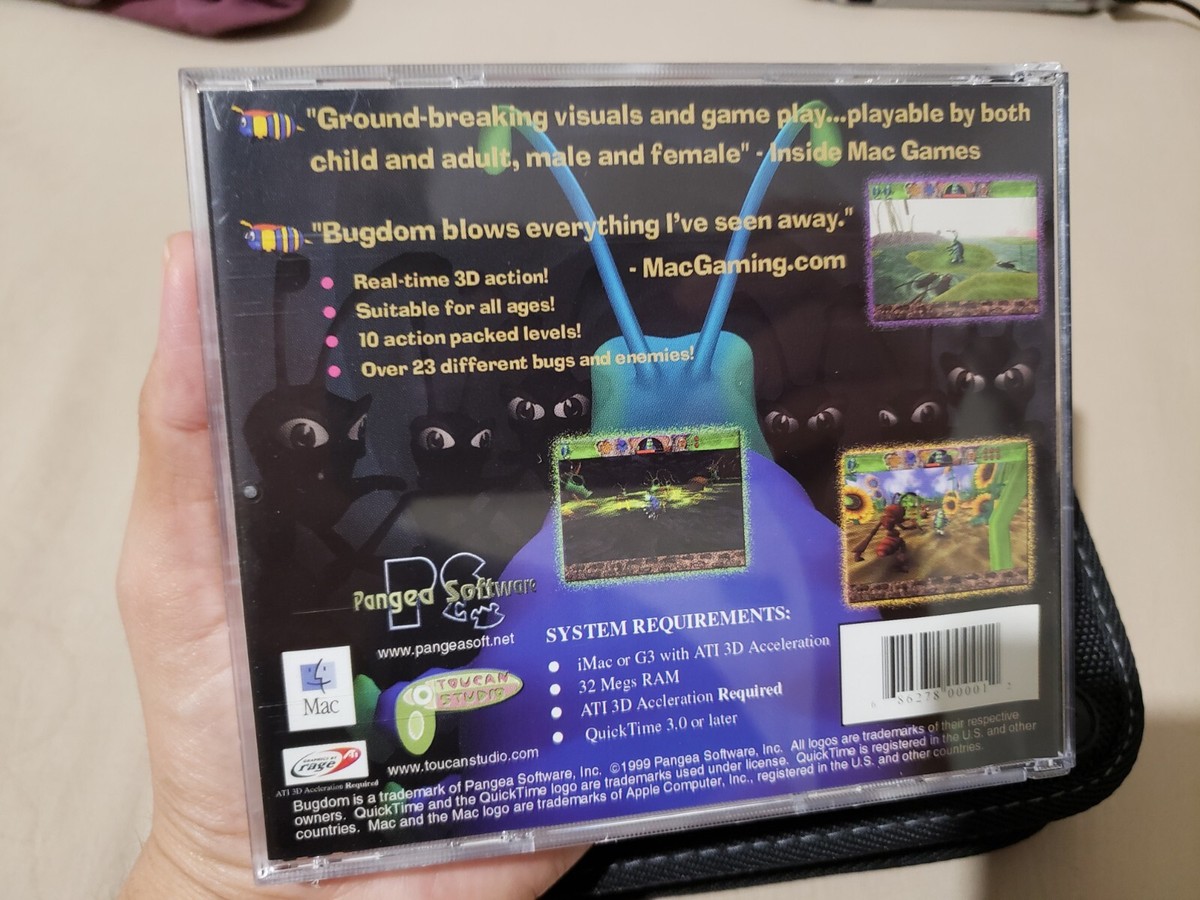 "Ground-breaking visuals and game play...playable by both
child and adult, male and female" - Inside Mac Games
"Bugdom blows everything I've seen away."
- MacGaming.com
Real-time 3D action!
Suitable for all ages!
10 action packed levels!
Over 23 different bugs and enemies!
Pangea Software
www.pangeasoft.net
SYSTEM REQUIREMENTS:
iMac or G3 with ATI 3D Acceleration
32 Megs RAM
ATI 3D Accleration Required
QuickTime 3.0 or later
Mac
TOUCAN
STUDIO
www.toucanstudio.com
rage
ATI 3D Acceleration Required
86278 00001
Bugdom is a trademark of Pangea Software, Inc. ©1999 Pangea Software, Inc. All logos are trademarks of their respective
owners. QuickTime and the QuickTime logo are trademarks used under license. QuickTime is registered in the U.S. and other
countries. Mac and the Mac logo are trademarks of Apple Computer, Inc., registered in the U.S. and other countries.